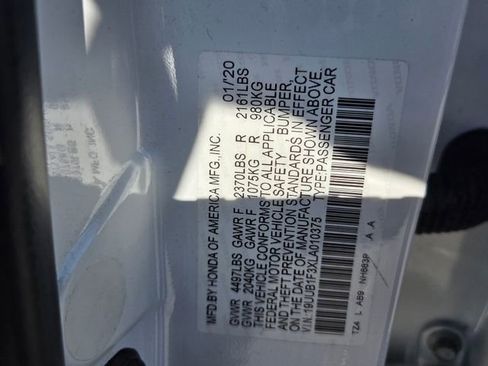 MFD BY HONDA OF AMERICA MFG., INC. 01/'20
GVWR 4497LBS GAWR F 2370LBS R 2161LBS
GVWR 2040KG GAWR F 1075KG R 980KG
THIS VEHICLE CONFORMS TO ALL APPLICABLE
FEDERAL MOTOR VEHICLE SAFETY BUMPER,
AND THEFT PREVENTION STANDARDS IN EFFECT
ON THE DATE OF MANUFACTURE SHOWN ABOVE.
V.I.N.:19UUB1F3XLA010375 TYPE:PASSENGER CAR
TZ4 L AB9 NH883P A A